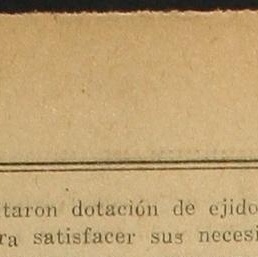 taron dotación de ejido
ra satisfacer sus necesi